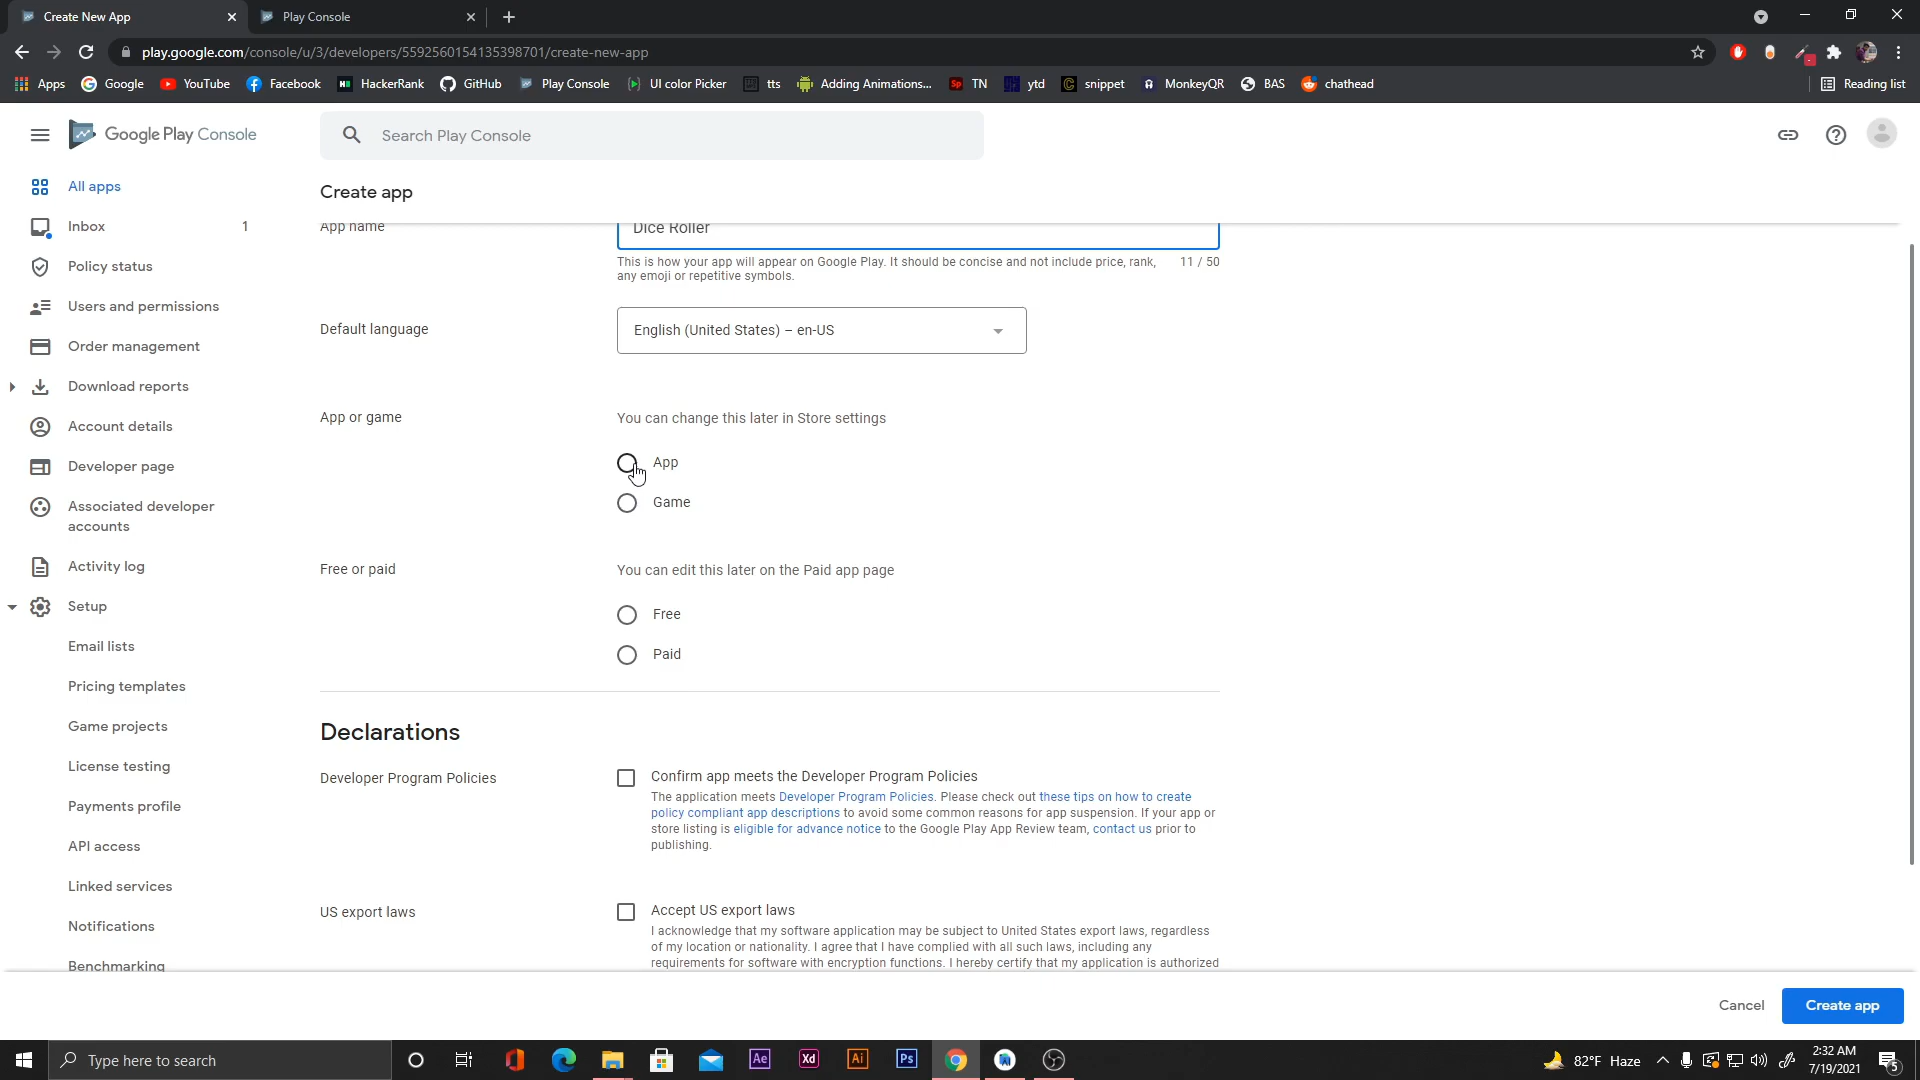 Create New App
Play Console
play.google.com/console/u/3/developers/5592560154135398701/create-new-app
Apps
Google
YouTube
Facebook
HackerRank
GitHub
Play Console
UI color Picker
tts
Adding Animations...
TN
ytd
snippet
MonkeyQR
BAS
chathead
Reading list
Google Play Console
Search Play Console
All apps
Inbox 1
Policy status
Users and permissions
Order management
Download reports
Account details
Developer page
Associated developer
accounts
Activity log
Setup
Email lists
Pricing templates
Game projects
License testing
Payments profile
API access
Linked services
Notifications
Benchmarking
Create app
App name
Dice Roller
This is how your app will appear on Google Play. It should be concise and not include price, rank, 11 / 50
any emoji or repetitive symbols.
Default language
English (United States) – en-US
App or game
You can change this later in Store settings
App
Game
Free or paid
You can edit this later on the Paid app page
Free
Paid
Declarations
Developer Program Policies
Confirm app meets the Developer Program Policies
The application meets Developer Program Policies. Please check out these tips on how to create
policy compliant app descriptions to avoid some common reasons for app suspension. If your app or
store listing is eligible for advance notice to the Google Play App Review team, contact us prior to
publishing.
US export laws
Accept US export laws
I acknowledge that my software application may be subject to United States export laws, regardless
of my location or nationality. I agree that I have complied with all such laws, including any
requirements for software with encryption functions. I hereby certify that my application is authorized
Cancel
Create app
Type here to search
Ae
Xd
Ai
Ps
82°F Haze
2:32 AM
7/19/2021
5